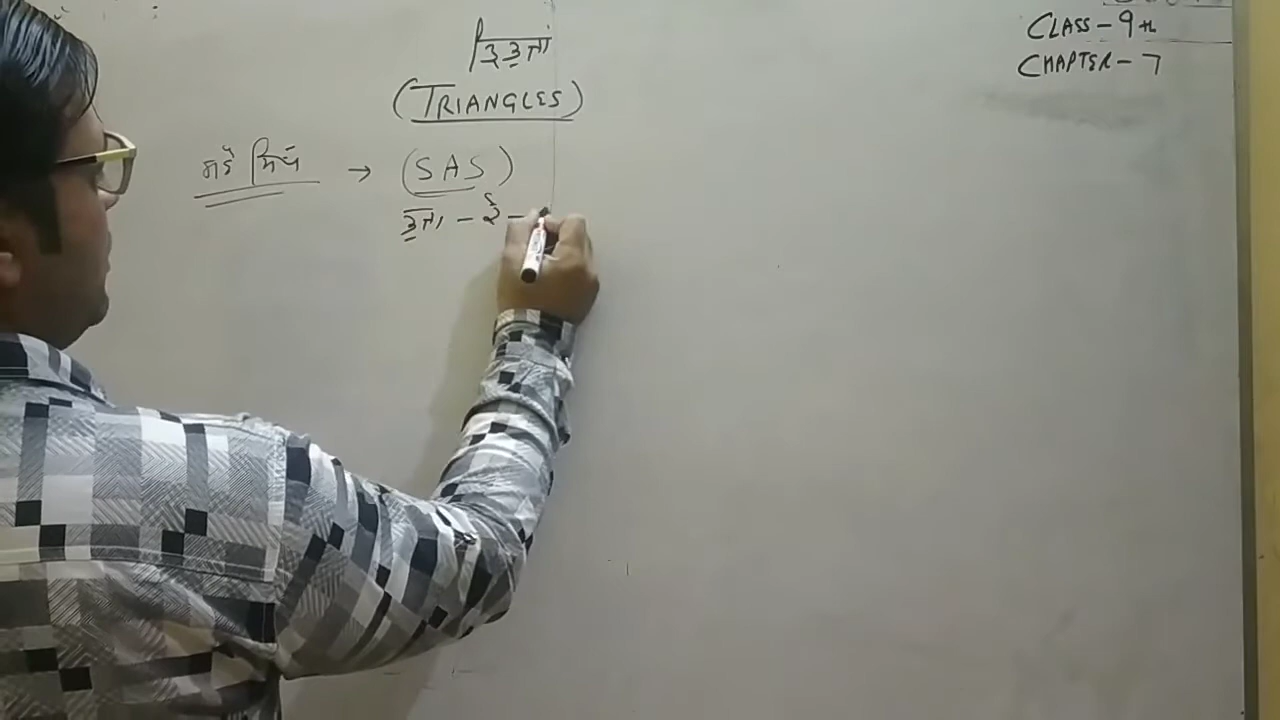 ਤ੍ਰਿਭੁਜਾਂ
(TRIANGLES)
CLASS - 9th
CHAPTER - 7
→ (SAS)
ਭੁਜਾ -